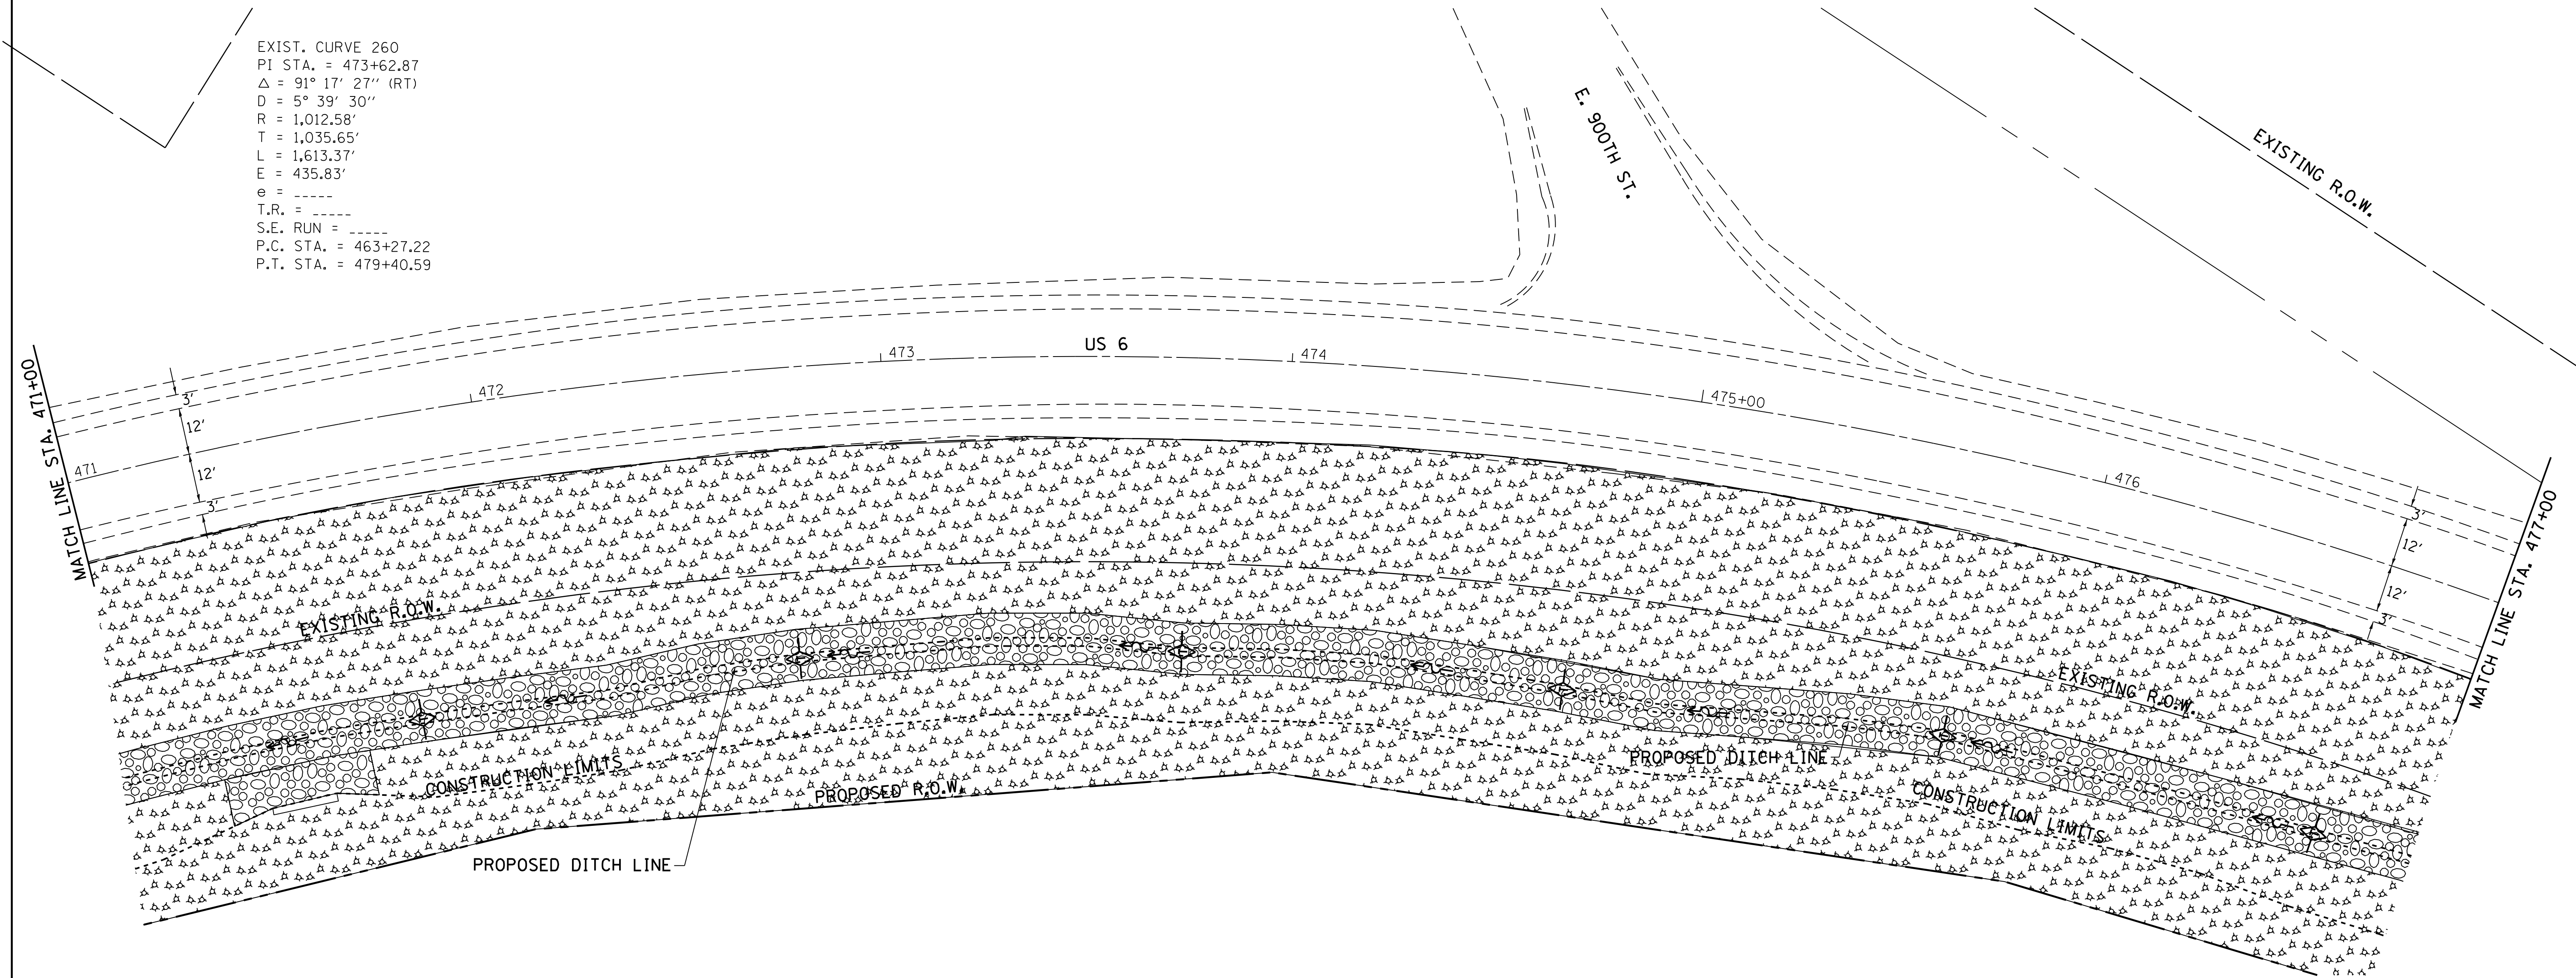 EXIST. CURVE 260
PI STA. = 473+62.87
Δ = 91° 17' 27'' (RT)
D = 5° 39' 30''
R = 1,012.58'
T = 1,035.65'
L = 1,613.37'
E = 435.83'
e = _____
T.R. = _____
S.E. RUN = _____
P.C. STA. = 463+27.22
P.T. STA. = 479+40.59
E. 900TH ST.
EXISTING R.O.W.
US 6
MATCH LINE STA. 471+00
471
472
473
474
475+00
476
3'
12'
12'
3'
3'
12'
12'
3'
MATCH LINE STA. 477+00
EXISTING R.O.W.
EXISTING R.O.W.
CONSTRUCTION LIMITS
PROPOSED R.O.W.
PROPOSED DITCH LINE
CONSTRUCTION LIMITS
PROPOSED DITCH LINE